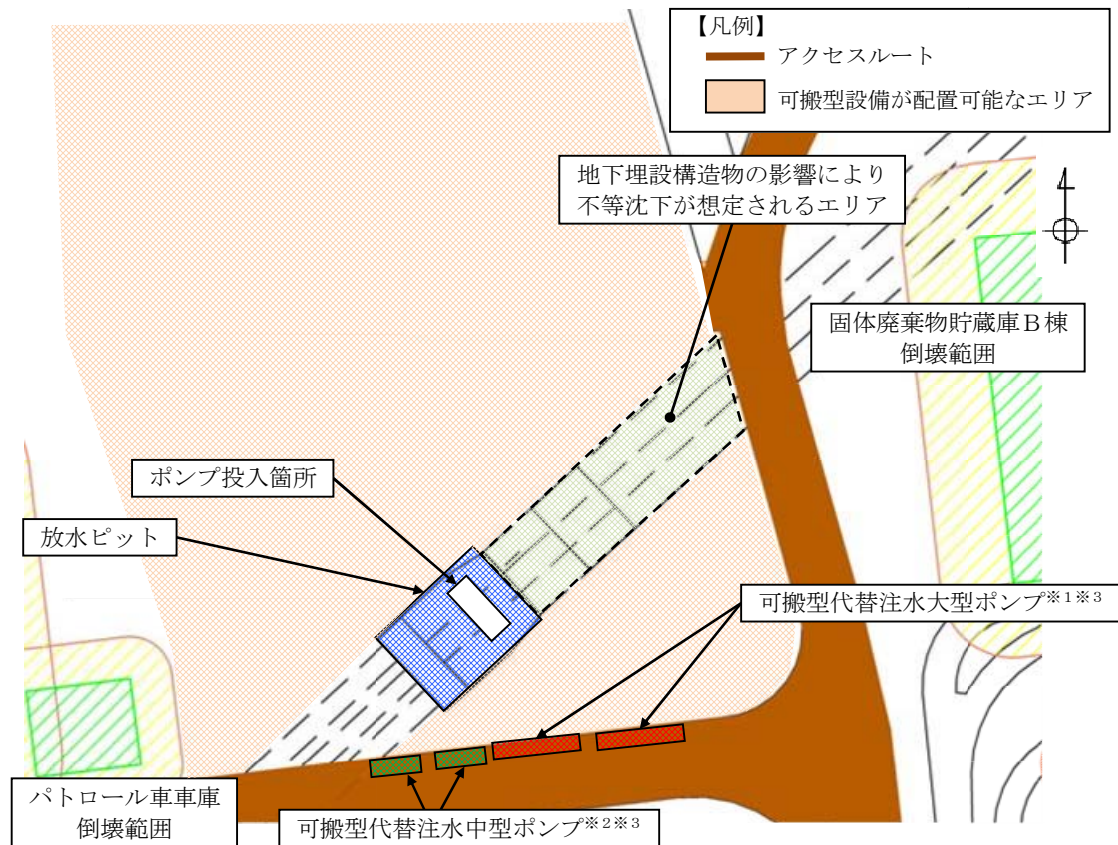 【凡例】
アクセスルート
可搬型設備が配置可能なエリア
地下埋設構造物の影響により
不等沈下が想定されるエリア
固体廃棄物貯蔵庫B棟
倒壊範囲
ポンプ投入箇所
放水ピット
可搬型代替注水大型ポンプ※1※3
パトロール車車庫
倒壊範囲
可搬型代替注水中型ポンプ※2※3